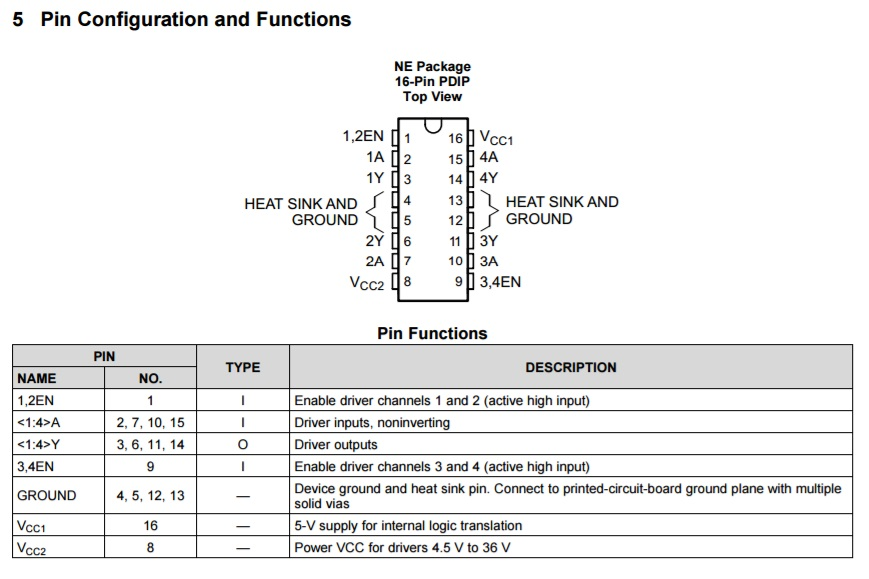 5 Pin Configuration and Functions
NE Package
16-Pin PDIP
Top View
1,2EN 1 16 VCC1
1A 2 15 4A
1Y 3 14 4Y
HEAT SINK AND 4 13 HEAT SINK AND
GROUND 5 12 GROUND
2Y 6 11 3Y
2A 7 10 3A
VCC2 8 9 3,4EN
Pin Functions
PIN TYPE DESCRIPTION
NAME NO.
1,2EN 1 I Enable driver channels 1 and 2 (active high input)
<1:4>A 2, 7, 10, 15 I Driver inputs, noninverting
<1:4>Y 3, 6, 11, 14 O Driver outputs
3,4EN 9 I Enable driver channels 3 and 4 (active high input)
GROUND 4, 5, 12, 13 — Device ground and heat sink pin. Connect to printed-circuit-board ground plane with multiple
solid vias
VCC1 16 — 5-V supply for internal logic translation
VCC2 8 — Power VCC for drivers 4.5 V to 36 V